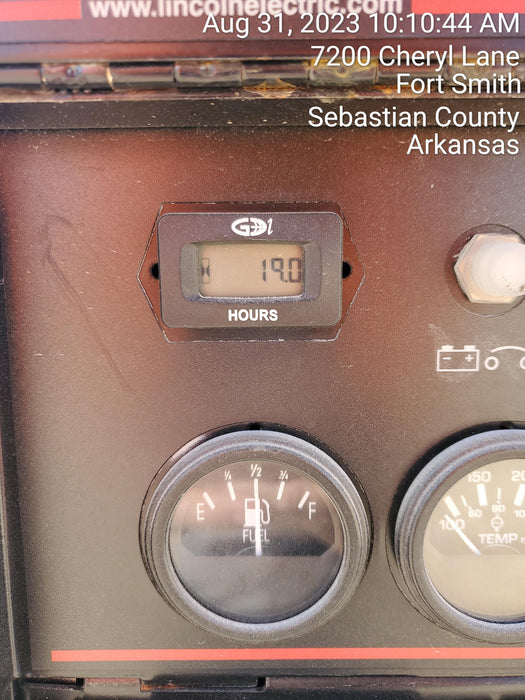 www.lincolnelectric.com
Aug 31, 2023 10:10:44 AM
7200 Cheryl Lane
Fort Smith
Sebastian County
Arkansas
GDI
19.0
HOURS
1/4 1/2 3/4
E F
FUEL
100 150
60 80
TEMP